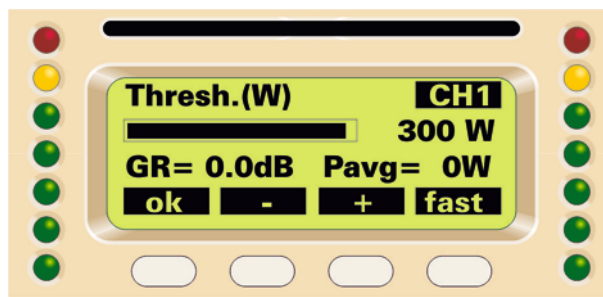 Thresh.(W) CH1
300 W
GR= 0.0dB Pavg= 0W
ok - + fast